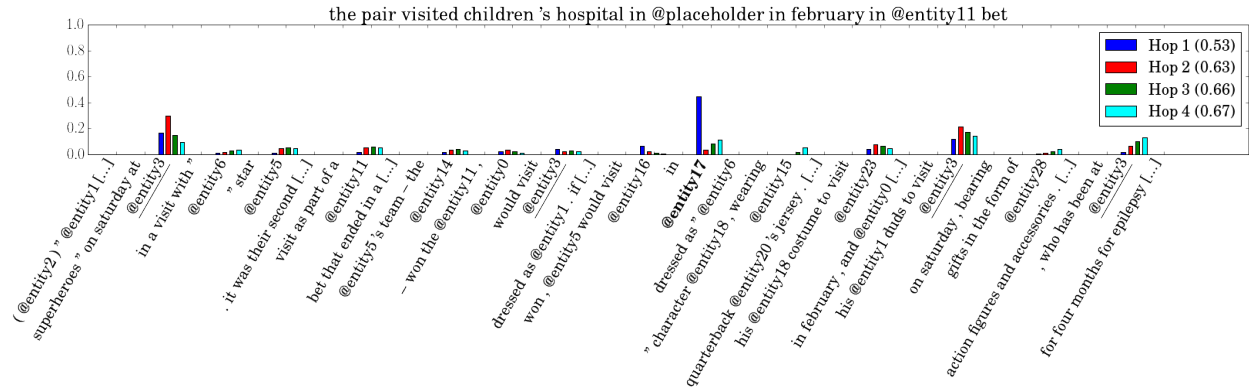 the pair visited children 's hospital in @placeholder in february in @entity11 bet
1.0
0.8
0.6
0.4
0.2
0.0
Hop 1 (0.53)
Hop 2 (0.63)
Hop 3 (0.66)
Hop 4 (0.67)
( @entity2 ) " @entity1 [...]
superheroes " on saturday at
@entity3
in a visit with "
@entity6
" star
@entity5
. it was their second [...]
visit as part of a
@entity11
bet that ended in a [...]
@entity5 's team – the
@entity14
– won the @entity11 ,
@entity0
would visit
@entity3
dressed as @entity1 . if [...]
won , @entity5 would visit
@entity16
in
@entity17
dressed as " @entity6
" character @entity18 , wearing
@entity15
quarterback @entity20 's jersey . [...]
his @entity18 costume to visit
@entity23
in february , and @entity0 [...]
his @entity1 duds to visit
@entity3
on saturday , bearing
gifts in the form of
@entity28
action figures and accessories . [...]
, who has been at
@entity3
for four months for epilepsy [...]